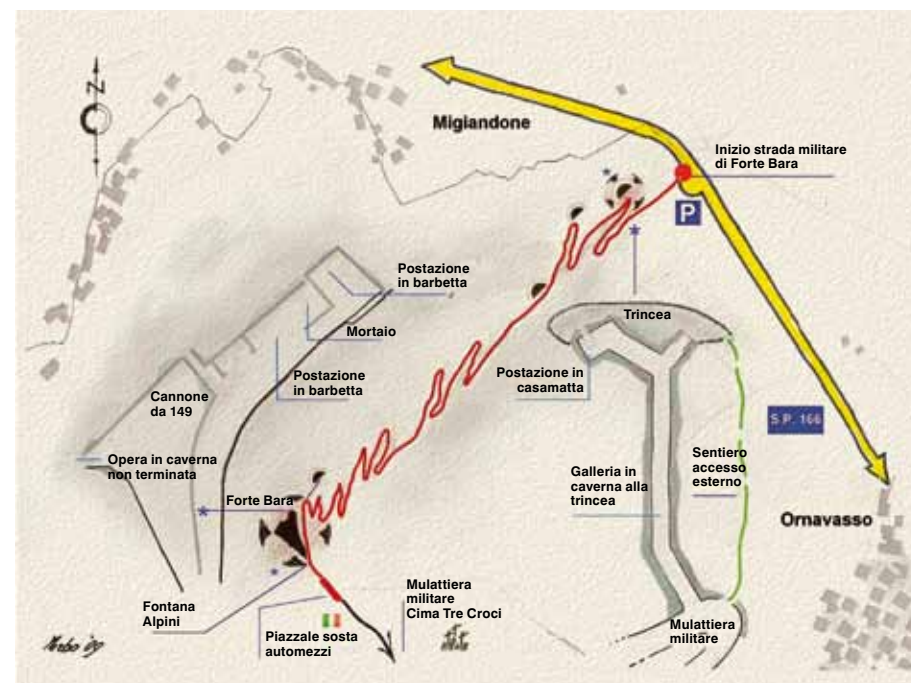 N
Migiandone
Inizio strada militare
di Forte Bara
P
Postazione
in barbetta
Trincea
Mortaio
Postazione
in barbetta
Postazione in
casamatta
Cannone
da 149
S.P. 166
Opera in caverna
non terminata
Sentiero
accesso
esterno
Galleria in
caverna alla
trincea
Forte Bara
Ornavasso
Fontana
Alpini
Mulattiera
militare
Cima Tre Croci
Piazzale sosta
automezzi
Mulattiera
militare